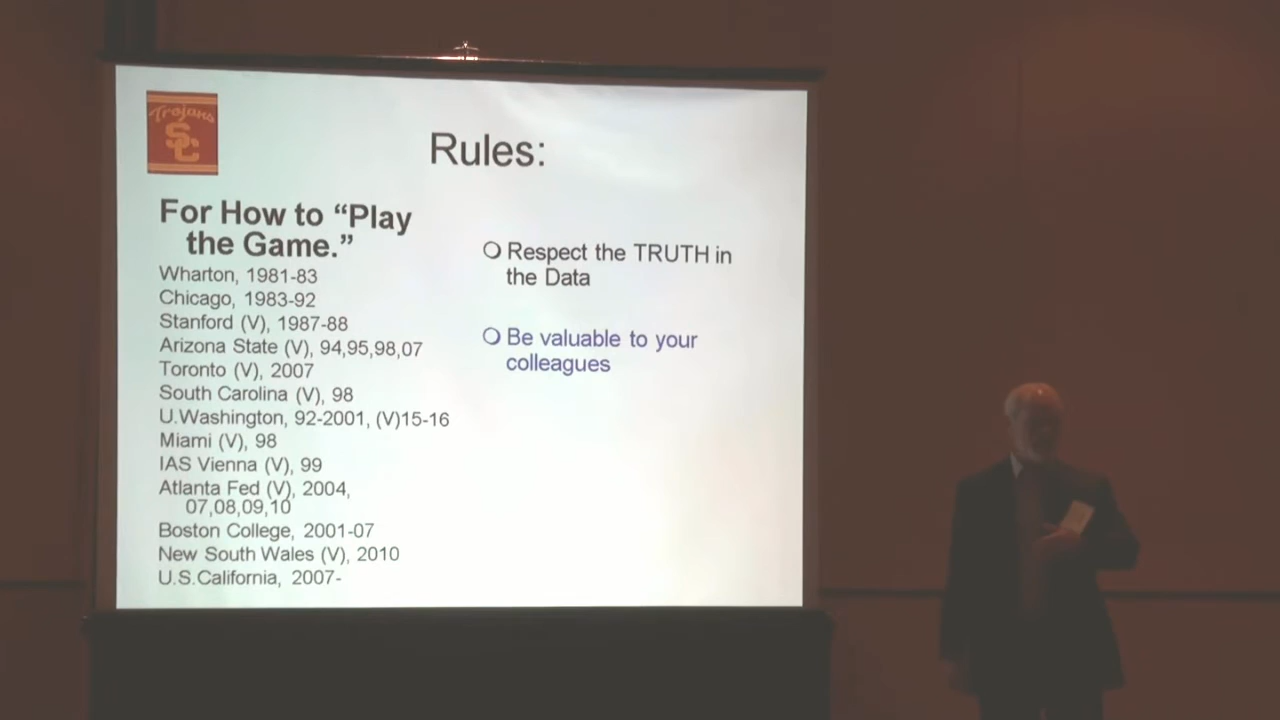 Trojans
SC
Rules:
For How to “Play
the Game.”
Wharton, 1981-83
Chicago, 1983-92
Stanford (V), 1987-88
Arizona State (V), 94,95,98,07
Toronto (V), 2007
South Carolina (V), 98
U.Washington, 92-2001, (V)15-16
Miami (V), 98
IAS Vienna (V), 99
Atlanta Fed (V), 2004,
07,08,09,10
Boston College, 2001-07
New South Wales (V), 2010
U.S.California, 2007-
Respect the TRUTH in
the Data
Be valuable to your
colleagues